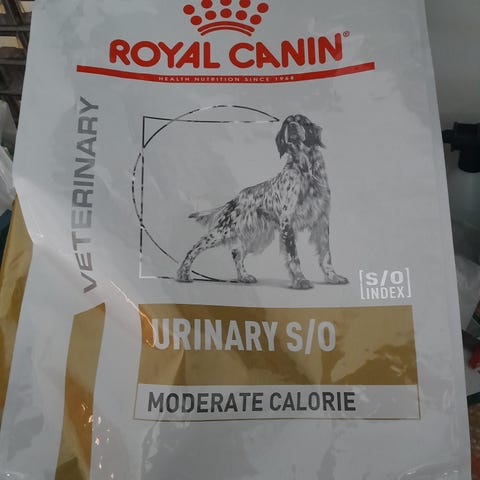 ROYAL CANIN®
HEALTH NUTRITION SINCE 1968
VETERINARY
S/O
INDEX
URINARY S/O
MODERATE CALORIE